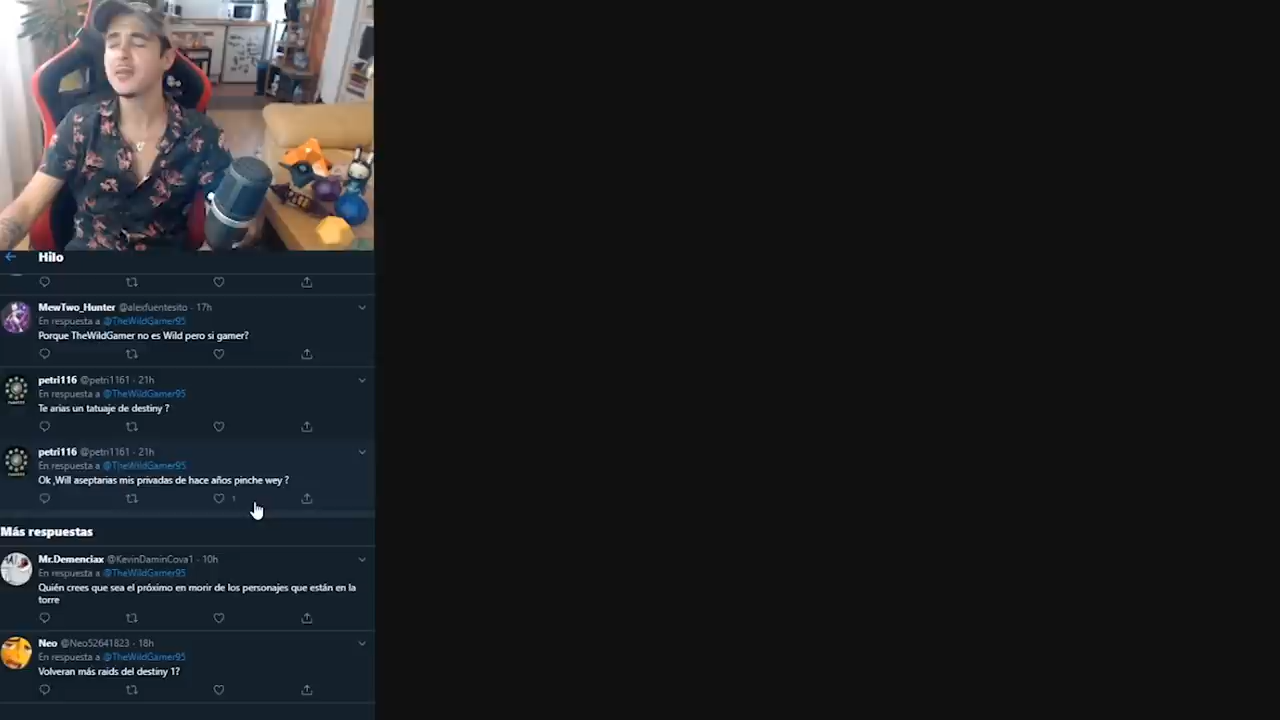 Hilo
MewTwo_Hunter @alexfuentesito · 17h
En respuesta a @TheWildGamer95
Porque TheWildGamer no es Wild pero si gamer?
petri116 @petri1161 · 21h
En respuesta a @TheWildGamer95
Te arias un tatuaje de destiny ?
petri116 @petri1161 · 21h
En respuesta a @TheWildGamer95
Ok ,Will aseptarias mis privadas de hace años pinche wey ?
1
Más respuestas
Mr.Demenciax @KevinDaminCova1 · 10h
En respuesta a @TheWildGamer95
Quién crees que sea el próximo en morir de los personajes que están en la
torre
Neo @Neo52641823 · 18h
En respuesta a @TheWildGamer95
Volveran más raids del destiny 1?